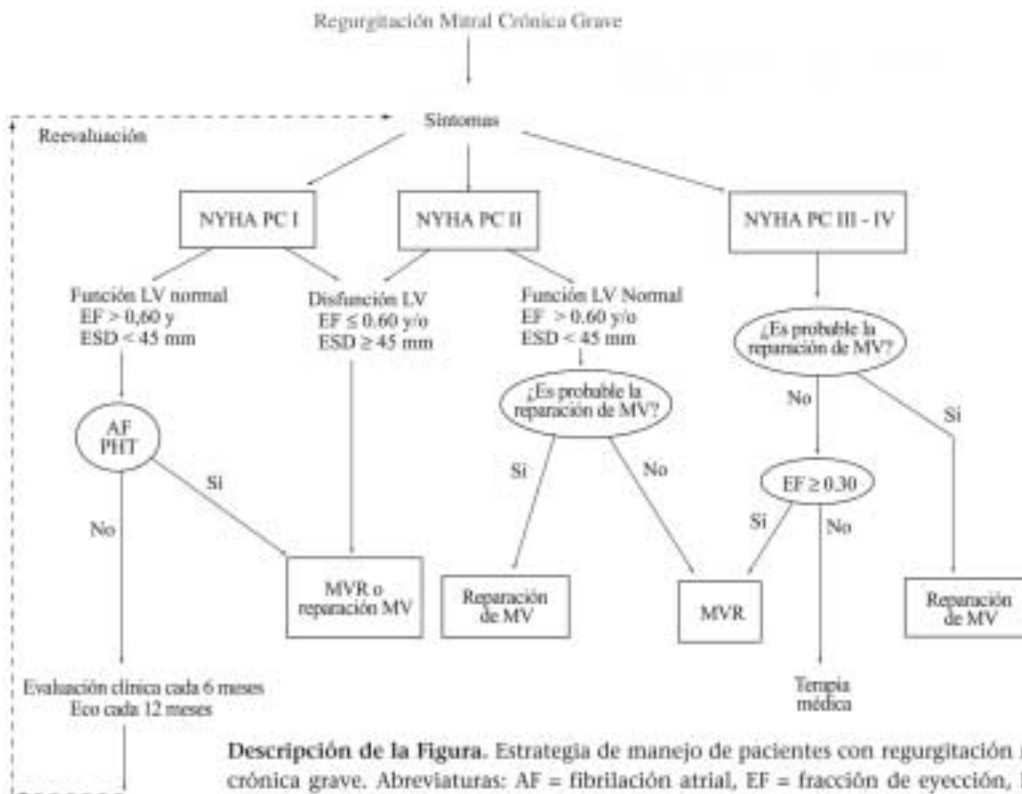 Regurgitación Mitral Crónica Grave
Síntomas
Reevaluación
NYHA PC I
NYHA PC II
NYHA PC III - IV
Función LV normal
EF > 0,60 y
ESD < 45 mm
Disfunción LV
EF ≤ 0.60 y/o
ESD ≥ 45 mm
Función LV Normal
EF > 0.60 y/o
ESD < 45 mm
¿Es probable la
reparación de MV?
¿Es probable la
reparación de MV?
AF
PHT
Si
No
Si
No
No
Si
EF ≥ 0.30
Si
No
MVR o
reparación MV
Reparación
de MV
MVR
Reparación
de MV
Evaluación clínica cada 6 meses
Eco cada 12 meses
Terapia
médica
Descripción de la Figura. Estrategia de manejo de pacientes con regurgitación
crónica grave. Abreviaturas: AF = fibrilación atrial, EF = fracción de eyección,